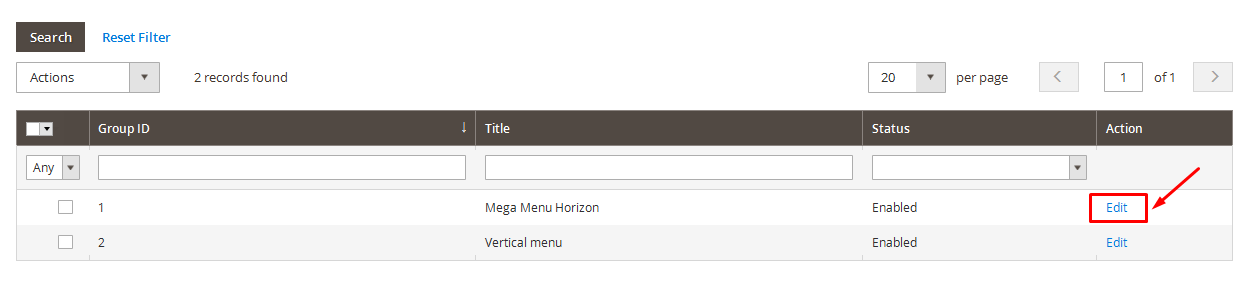 Search Reset Filter
Actions 2 records found 20 per page 1 of 1
Group ID ↓ Title Status Action
Any
1 Mega Menu Horizon Enabled Edit
2 Vertical menu Enabled Edit